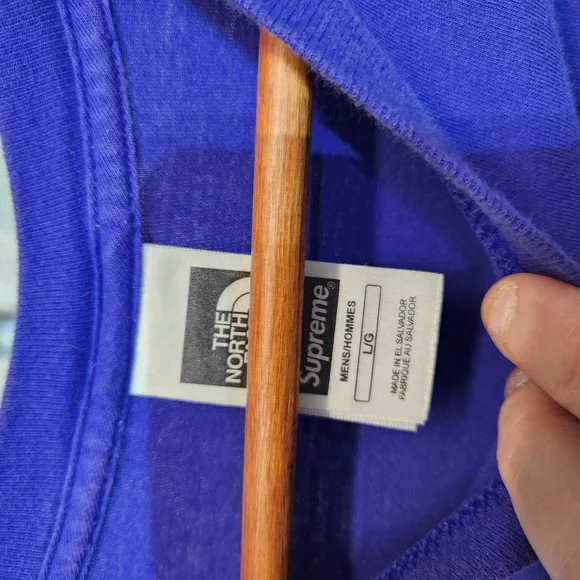 THE
NORTH
Supreme®
MENS/HOMMES
L/G
MADE IN EL SALVADOR
FABRIQUÉ AU SALVADOR